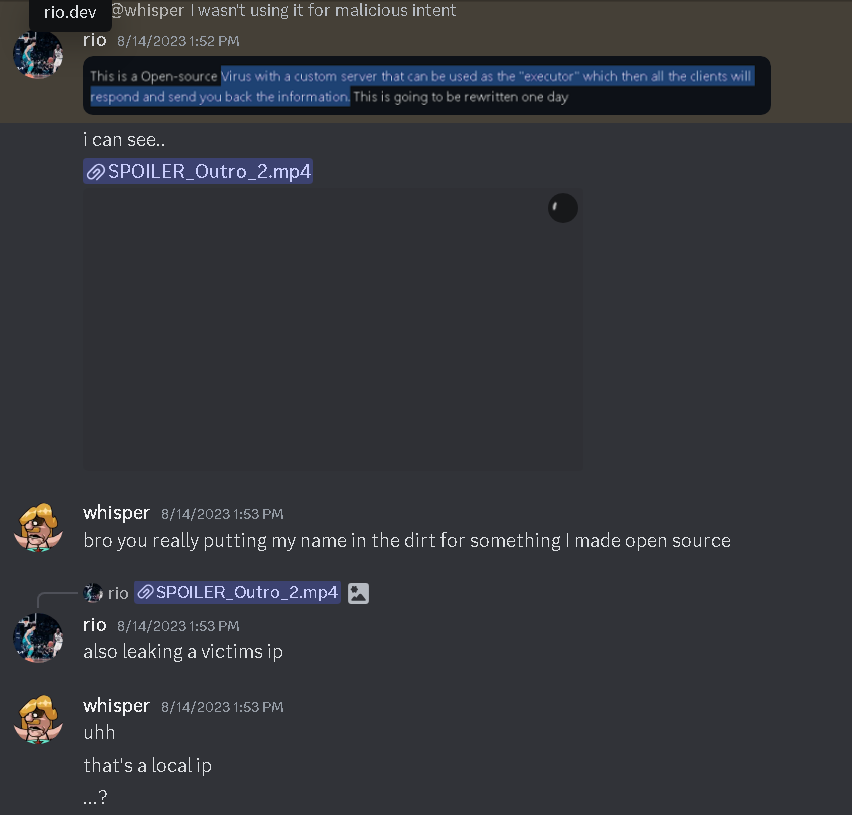 rio.dev
@whisper I wasn't using it for malicious intent
rio 8/14/2023 1:52 PM
This is a Open-source Virus with a custom server that can be used as the "executor" which then all the clients will
respond and send you back the information. This is going to be rewritten one day
i can see..
SPOILER_Outro_2.mp4
whisper 8/14/2023 1:53 PM
bro you really putting my name in the dirt for something I made open source
rio SPOILER_Outro_2.mp4
rio 8/14/2023 1:53 PM
also leaking a victims ip
whisper 8/14/2023 1:53 PM
uhh
that's a local ip
...?